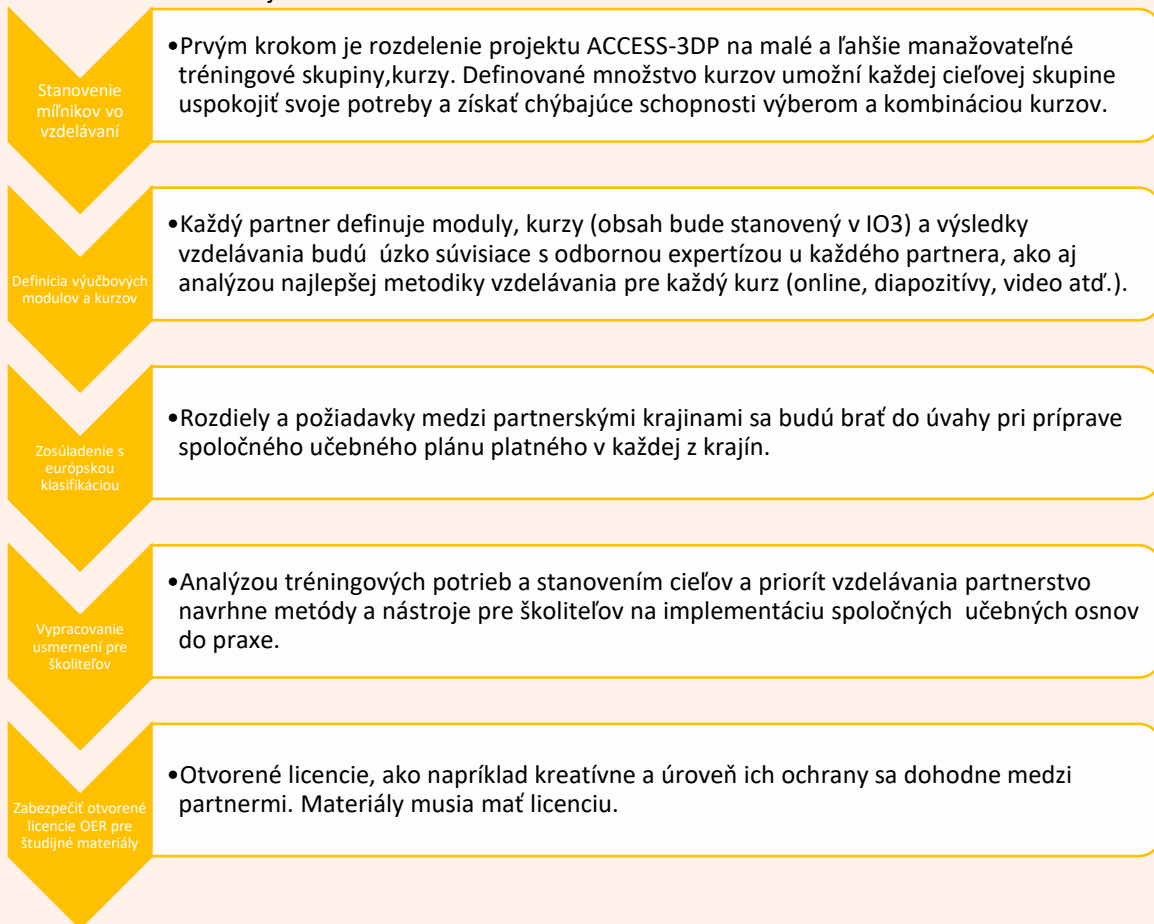 Stanovenie
míľnikov vo
vzdelávaní
•Prvým krokom je rozdelenie projektu ACCESS-3DP na malé a ľahšie manažovateľné
tréningové skupiny,kurzy. Definované množstvo kurzov umožní každej cieľovej skupine
uspokojiť svoje potreby a získať chýbajúce schopnosti výberom a kombináciou kurzov.
Definícia výučbových
modulov a kurzov
•Každý partner definuje moduly, kurzy (obsah bude stanovený v IO3) a výsledky
vzdelávania budú úzko súvisiace s odbornou expertízou u každého partnera, ako aj
analýzou najlepšej metodiky vzdelávania pre každý kurz (online, diapozitívy, video atď.).
Zosúladenie s
európskou
klasifikáciou
•Rozdiely a požiadavky medzi partnerskými krajinami sa budú brať do úvahy pri príprave
spoločného učebného plánu platného v každej z krajín.
Vypracovanie
usmernení pre
školiteľov
•Analýzou tréningových potrieb a stanovením cieľov a priorít vzdelávania partnerstvo
navrhne metódy a nástroje pre školiteľov na implementáciu spoločných učebných osnov
do praxe.
Zabezpečiť otvorené
licencie OER pre
študijné materiály
•Otvorené licencie, ako napríklad kreatívne a úroveň ich ochrany sa dohodne medzi
partnermi. Materiály musia mať licenciu.